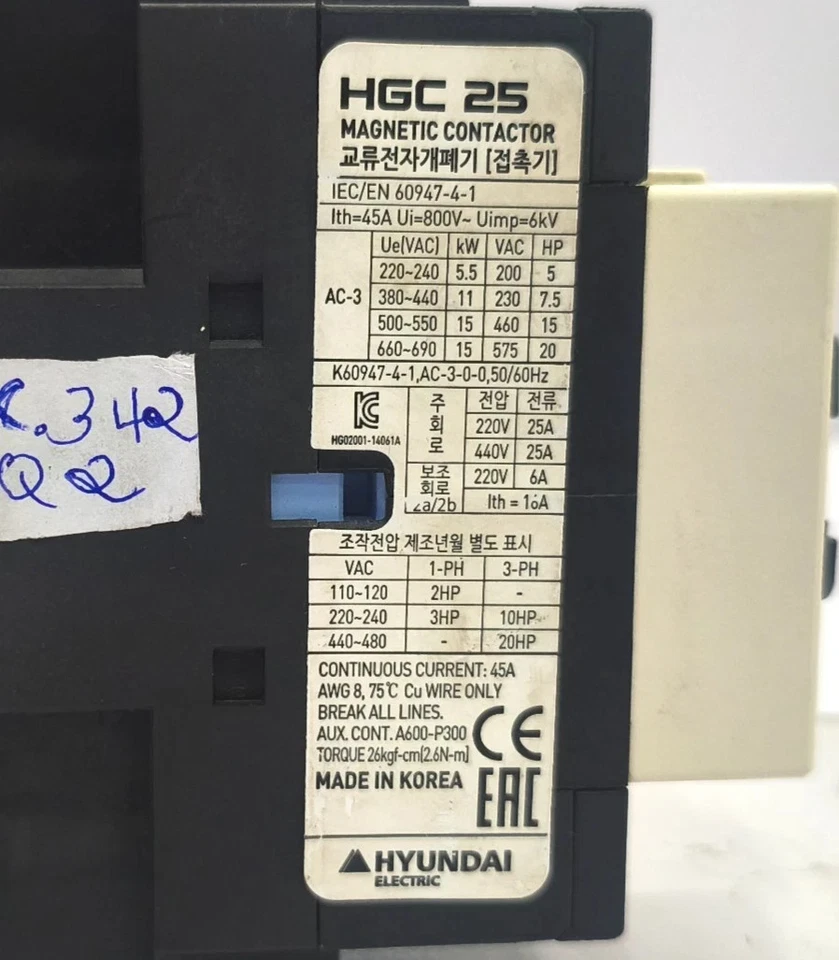 HGC 25
MAGNETIC CONTACTOR
교류전자개폐기 [접촉기]
IEC/EN 60947-4-1
Ith=45A Ui=800V~ Uimp=6kV
Ue(VAC) kW VAC HP
AC-3
220~240 5.5 200 5
380~440 11 230 7.5
500~550 15 460 15
660~690 15 575 20
K60947-4-1,AC-3-0-0,50/60Hz
KC
HG02001-14061A
주회로
전압 전류
220V 25A
440V 25A
보조회로
2a/2b
220V 6A
Ith = 16A
조작전압 제조년월 별도 표시
VAC 1-PH 3-PH
110~120 2HP -
220~240 3HP 10HP
440~480 - 20HP
CONTINUOUS CURRENT: 45A
AWG 8, 75℃ Cu WIRE ONLY
BREAK ALL LINES.
AUX. CONT. A600-P300
TORQUE 26kgf-cm[2.6N-m]
CE
MADE IN KOREA
EAC
HYUNDAI
ELECTRIC
.342
Q2